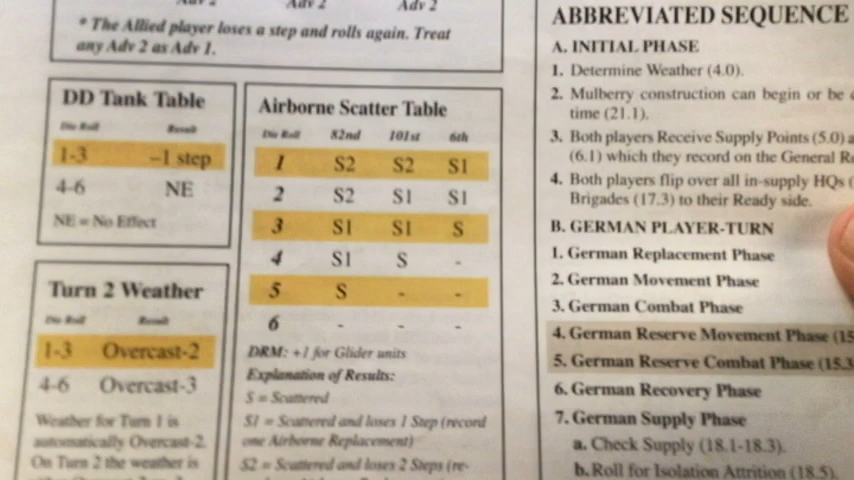 Adv 2 Adv 2 Adv 2
* The Allied player loses a step and rolls again. Treat
any Adv 2 as Adv 1.
DD Tank Table
Die Roll Result
1-3 –1 step
4-6 NE
NE = No Effect
Turn 2 Weather
Die Roll Result
1-3 Overcast-2
4-6 Overcast-3
Weather for Turn 1 is
automatically Overcast-2.
On Turn 2 the weather is
Airborne Scatter Table
Die Roll 82nd 101st 6th
1 S2 S2 S1
2 S2 S1 S1
3 S1 S1 S
4 S1 S -
5 S - -
6 - - -
DRM: +1 for Glider units
Explanation of Results:
S = Scattered
S1 = Scattered and loses 1 Step (record
one Airborne Replacement)
S2 = Scattered and loses 2 Steps (re-
ABBREVIATED SEQUENCE
A. INITIAL PHASE
1. Determine Weather (4.0).
2. Mulberry construction can begin or be
time (21.1).
3. Both players Receive Supply Points (5.0)
(6.1) which they record on the General
4. Both players flip over all in-supply HQs (
Brigades (17.3) to their Ready side.
B. GERMAN PLAYER-TURN
1. German Replacement Phase
2. German Movement Phase
3. German Combat Phase
4. German Reserve Movement Phase (15
5. German Reserve Combat Phase (15.3
6. German Recovery Phase
7. German Supply Phase
a. Check Supply (18.1-18.3).
b. Roll for Isolation Attrition (18.5).